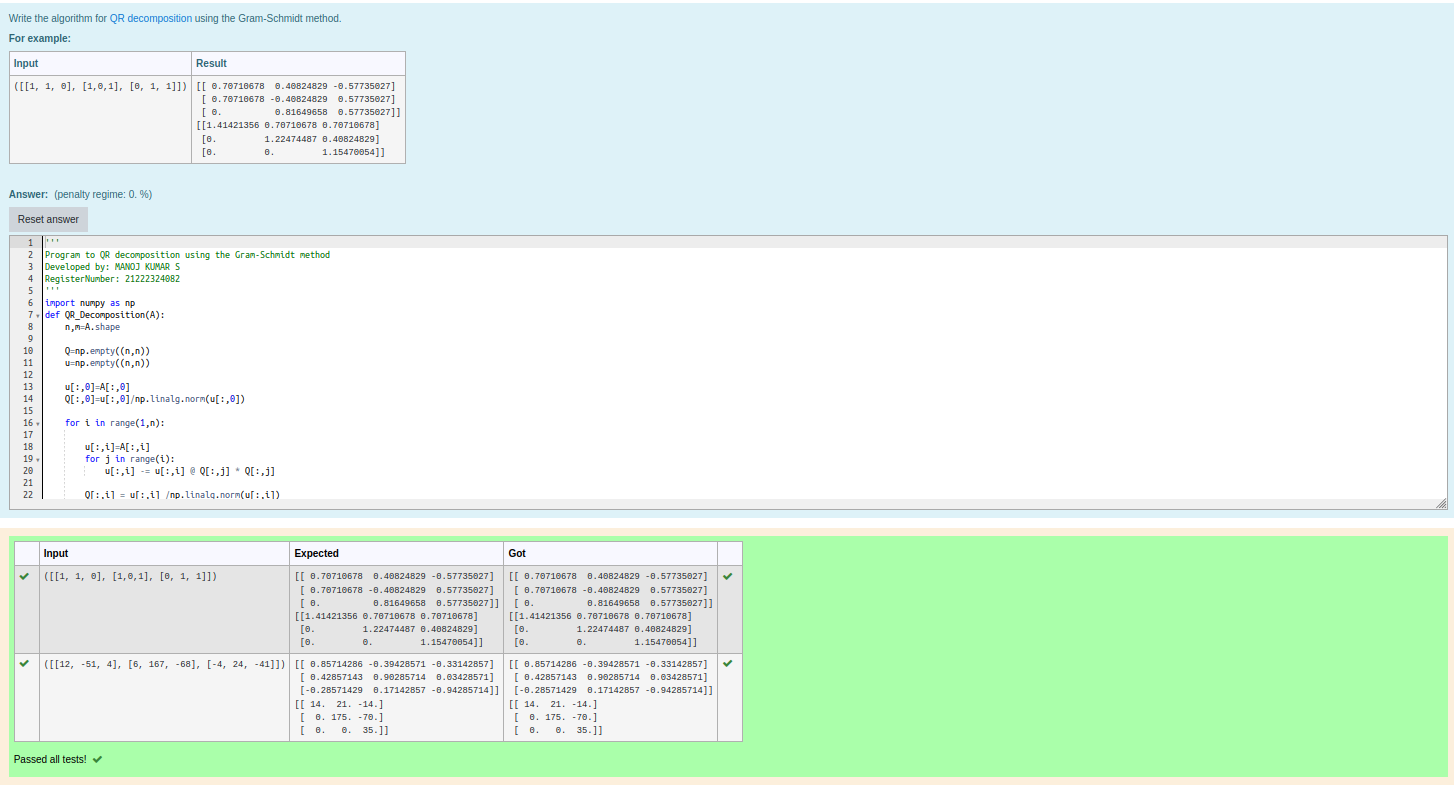 Write the algorithm for QR decomposition using the Gram-Schmidt method.
For example:
Input Result
([[1, 1, 0], [1,0,1], [0, 1, 1]]) [[ 0.70710678  0.40824829 -0.57735027]
[ 0.70710678 -0.40824829  0.57735027]
[ 0.          0.81649658  0.57735027]]
[[1.41421356 0.70710678 0.70710678]
[0.         1.22474487 0.40824829]
[0.         0.         1.15470054]]
Answer: (penalty regime: 0. %)
Reset answer
1 '''
2 Program to QR decomposition using the Gram-Schmidt method
3 Developed by: MANOJ KUMAR S
4 RegisterNumber: 21222324082
5 '''
6 import numpy as np
7 def QR_Decomposition(A):
8     n,m=A.shape
9
10     Q=np.empty((n,n))
11     u=np.empty((n,n))
12
13     u[:,0]=A[:,0]
14     Q[:,0]=u[:,0]/np.linalg.norm(u[:,0])
15
16     for i in range(1,n):
17
18         u[:,i]=A[:,i]
19         for j in range(i):
20             u[:,i] -= u[:,i] @ Q[:,j] * Q[:,j]
21
22         Q[:,i] = u[:,i] /np.linalg.norm(u[:,i])
Input Expected Got
([[1, 1, 0], [1,0,1], [0, 1, 1]]) [[ 0.70710678  0.40824829 -0.57735027] [[ 0.70710678  0.40824829 -0.57735027]
[ 0.70710678 -0.40824829  0.57735027] [ 0.70710678 -0.40824829  0.57735027]
[ 0.          0.81649658  0.57735027]] [ 0.          0.81649658  0.57735027]]
[[1.41421356 0.70710678 0.70710678] [[1.41421356 0.70710678 0.70710678]
[0.         1.22474487 0.40824829] [0.         1.22474487 0.40824829]
[0.         0.         1.15470054]] [0.         0.         1.15470054]]
([[12, -51, 4], [6, 167, -68], [-4, 24, -41]]) [[ 0.85714286 -0.39428571 -0.33142857] [[ 0.85714286 -0.39428571 -0.33142857]
[ 0.42857143  0.90285714  0.03428571] [ 0.42857143  0.90285714  0.03428571]
[-0.28571429  0.17142857 -0.94285714]] [-0.28571429  0.17142857 -0.94285714]]
[[ 14.  21. -14.] [[ 14.  21. -14.]
[  0. 175. -70.] [  0. 175. -70.]
[  0.   0.  35.]] [  0.   0.  35.]]
Passed all tests!